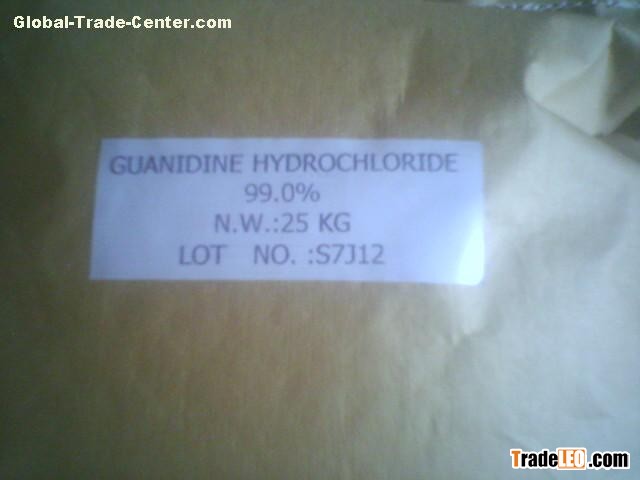 Global-Trade-Center.com
GUANIDINE HYDROCHLORIDE
99.0%
N.W.:25 KG
LOT NO. :S7J12
TradeLEO.com